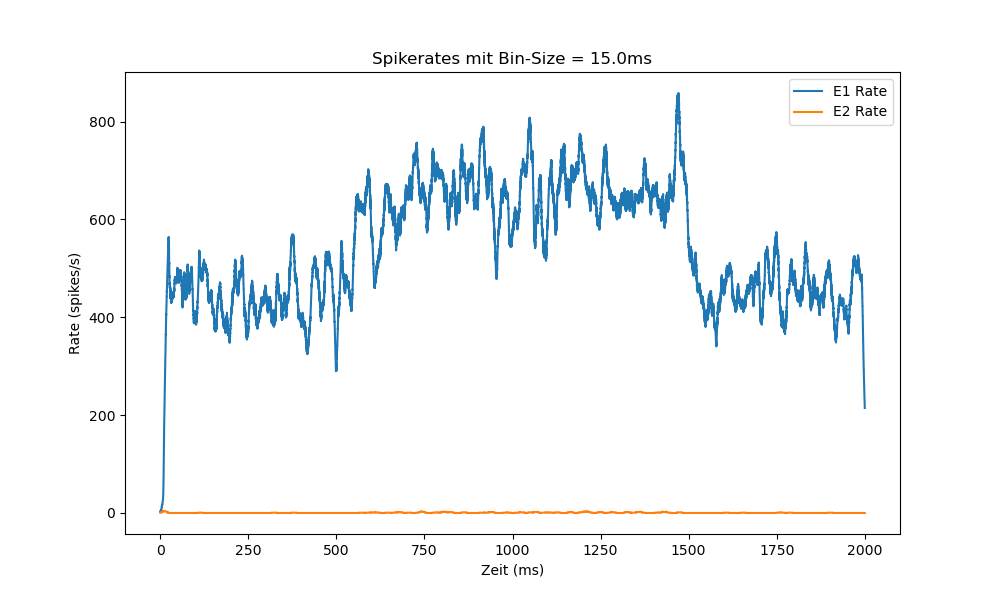 Spikerates mit Bin-Size = 15.0ms
E1 Rate
E2 Rate
Rate (spikes/s)
800
600
400
200
0
0 250 500 750 1000 1250 1500 1750 2000
Zeit (ms)